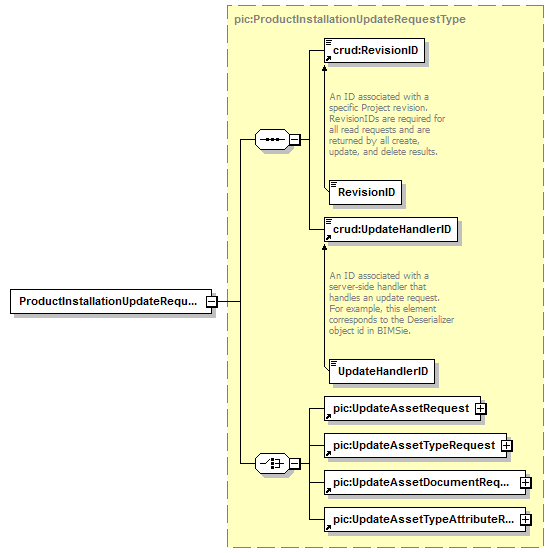 pic:ProductInstallationUpdateRequestType
crud:RevisionID
An ID associated with a
specific Project revision.
RevisionIDs are required for
all read requests and are
returned by all create,
update, and delete results.
RevisionID
crud:UpdateHandlerID
An ID associated with a
server-side handler that
handles an update request.
For example, this element
corresponds to the Deserializer
object id in BIMSie.
ProductInstallationUpdateRequ...
UpdateHandlerID
pic:UpdateAssetRequest
pic:UpdateAssetTypeRequest
pic:UpdateAssetDocumentReq...
pic:UpdateAssetTypeAttributeR...